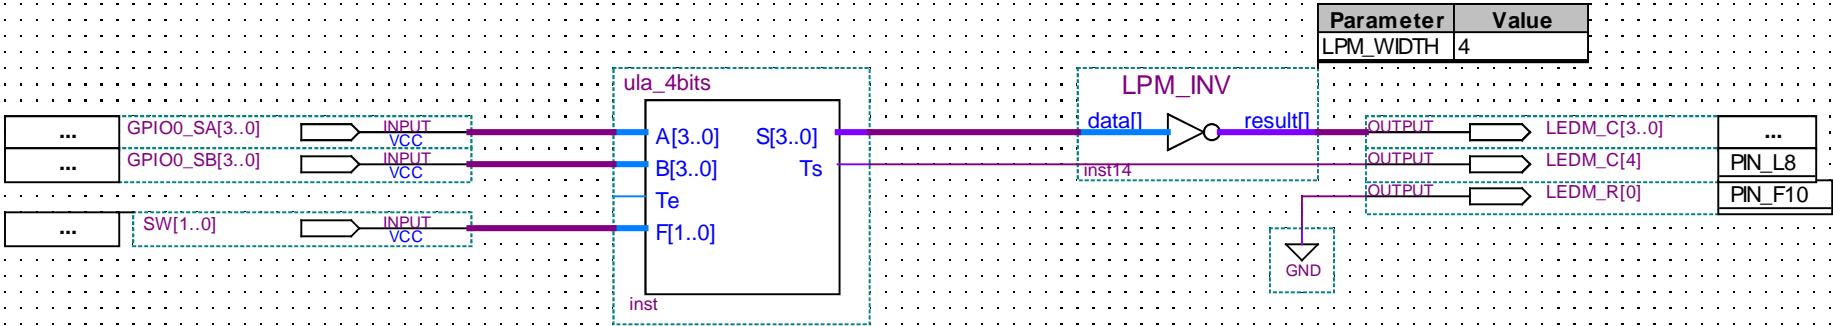 Parameter Value
LPM_WIDTH 4
ula_4bits
LPM_INV
... GPIO0_SA[3..0] INPUT VCC A[3..0] S[3..0] data[] result[] OUTPUT LEDM_C[3..0] ...
... GPIO0_SB[3..0] INPUT VCC B[3..0] Ts inst14 OUTPUT LEDM_C[4] PIN_L8
Te OUTPUT LEDM_R[0] PIN_F10
... SW[1..0] INPUT VCC F[1..0]
GND
inst